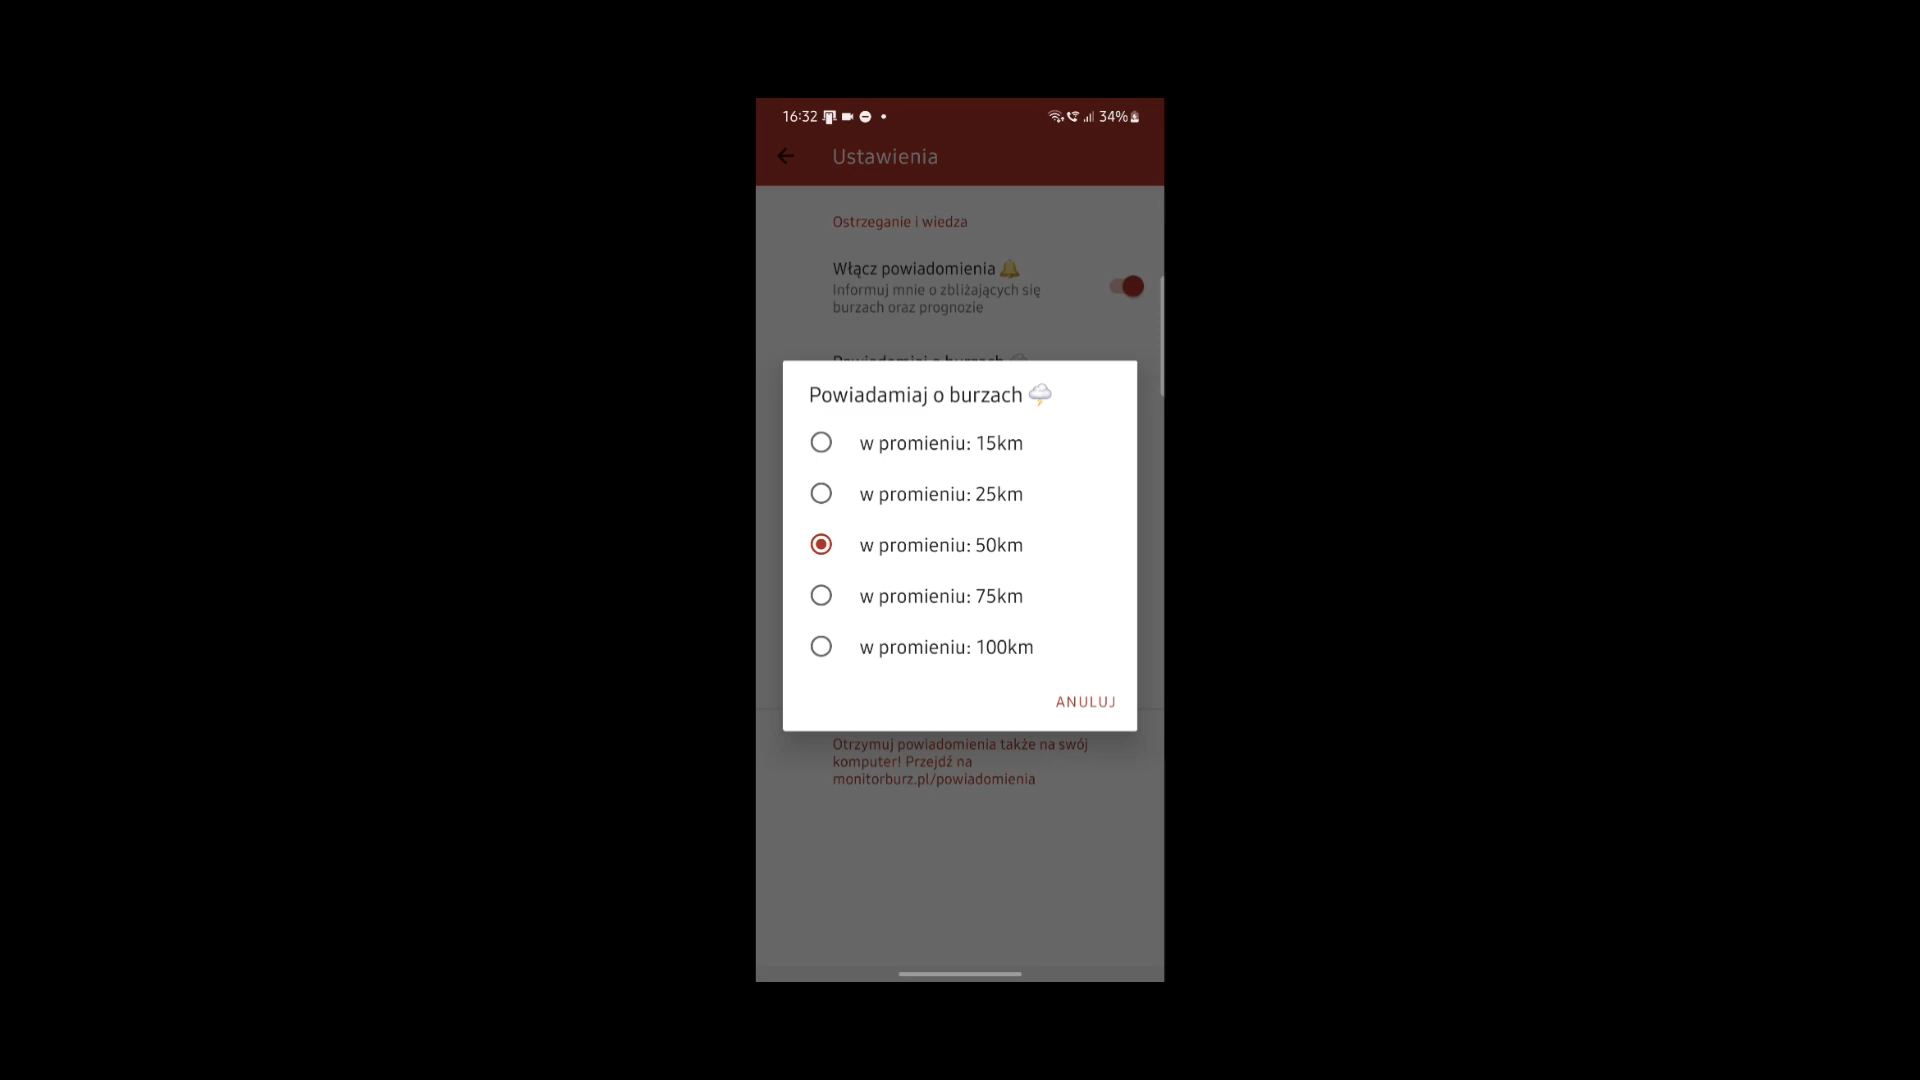 16:32
34%
Ustawienia
Ostrzeganie i wiedza
Włącz powiadomienia
Informuj mnie o zbliżających się
burzach oraz prognozie
Powiadamiaj o burzach
w promieniu: 15km
w promieniu: 25km
w promieniu: 50km
w promieniu: 75km
w promieniu: 100km
ANULUJ
Otrzymuj powiadomienia także na swój
komputer! Przejdź na
monitorburz.pl/powiadomienia